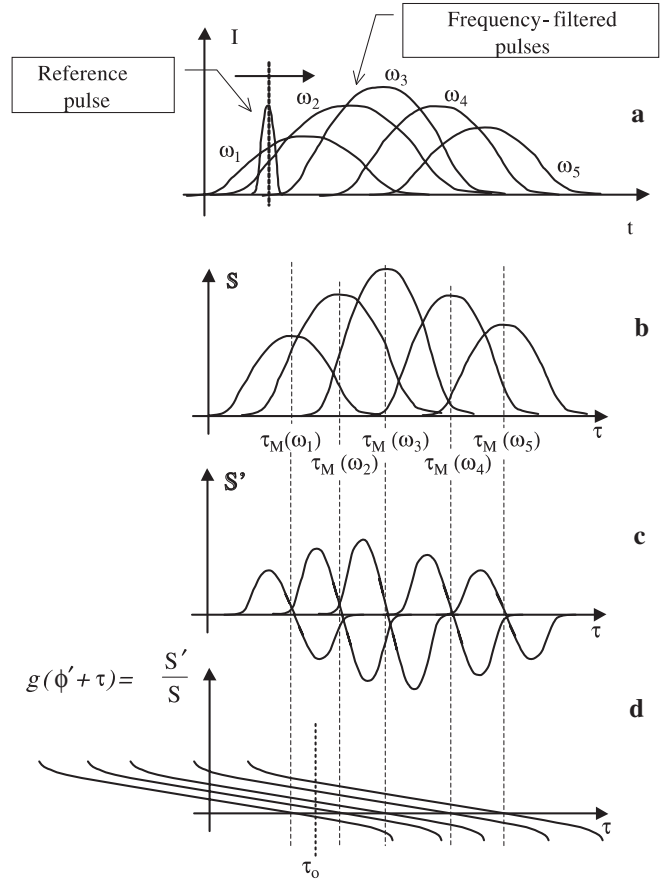 I
Frequency-filtered
pulses
Reference
pulse
ω1
ω2
ω3
ω4
ω5
a
t
S
b
τ
τM(ω1)
τM(ω3)
τM(ω5)
τM(ω2)
τM(ω4)
S'
c
τ
g(ϕ′+τ)= S′
S
d
τ
τo